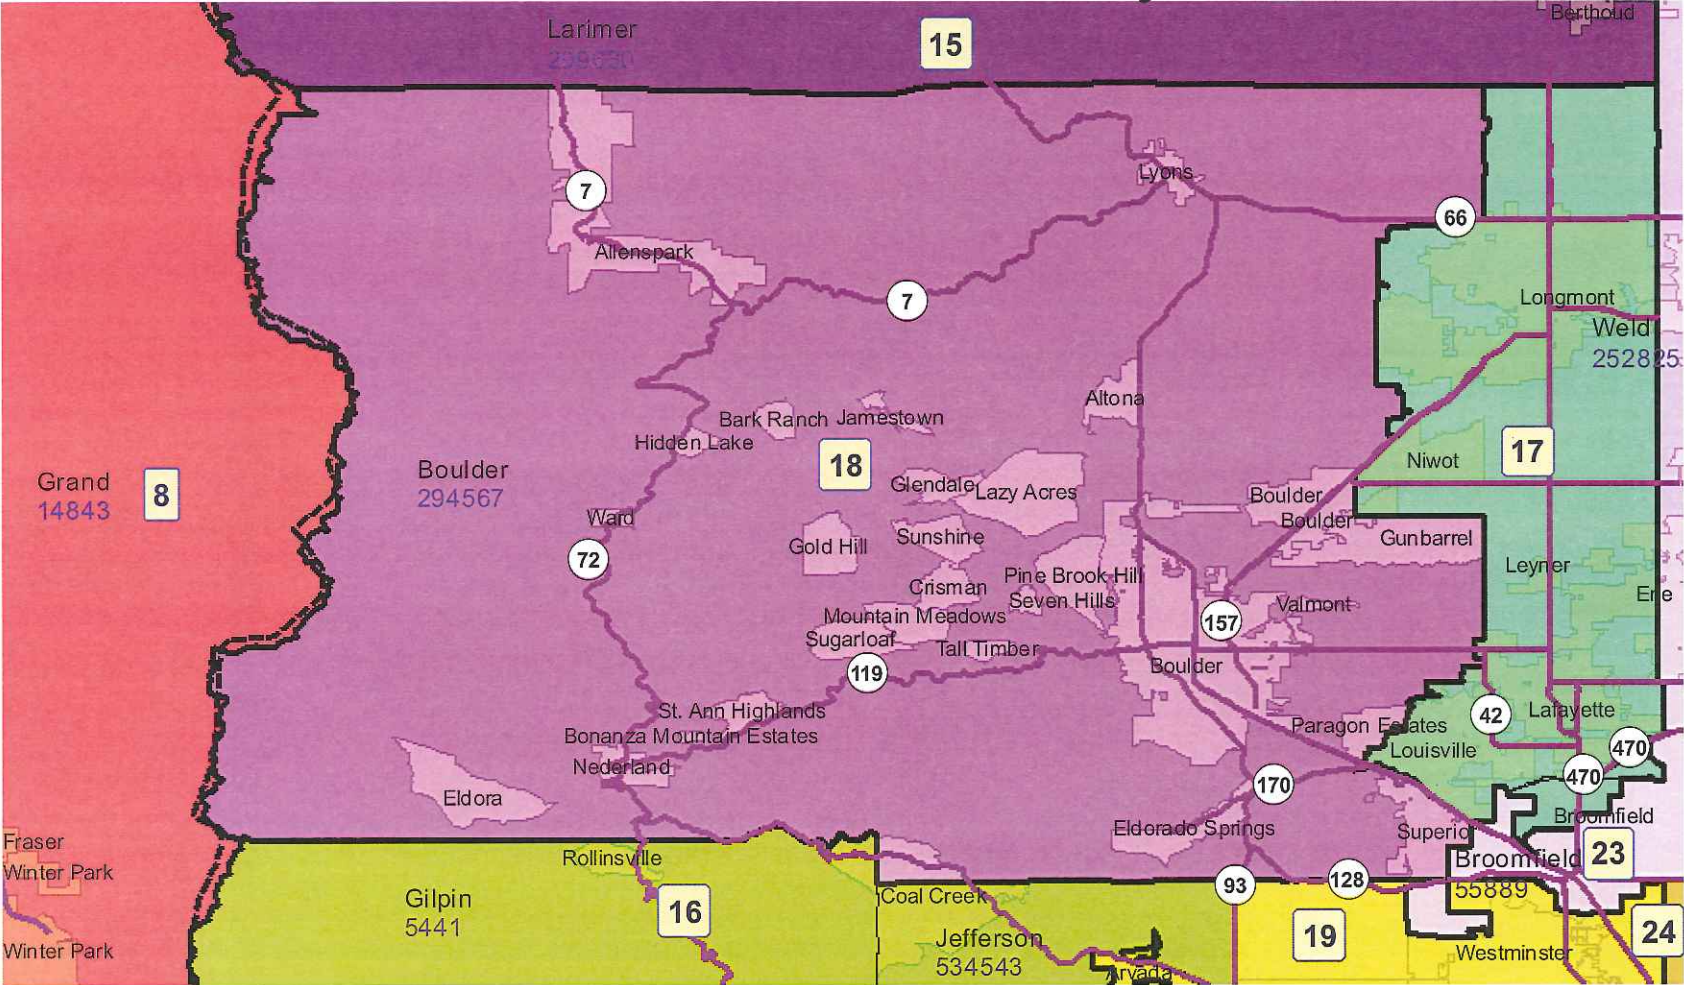 Berthoud
Larimer
15
Lyons
7
66
Allenspark
7
Longmont
Weld
252825
Altona
Bark Ranch
Jamestown
Hidden Lake
18
17
Niwot
Boulder
294567
Grand
14843
8
Glendale
Lazy Acres
Boulder
Ward
Boulder
Sunshine
Gold Hill
Gunbarrel
72
Leyner
Pine Brook Hill
Crisman
Seven Hills
Valmont
Mountain Meadows
157
Sugarloaf
Tall Timber
119
Boulder
St. Ann Highlands
42
Lafayette
Paragon Estates
Bonanza Mountain Estates
Louisville
470
Nederland
470
170
Eldora
Broomfield
Eldorado Springs
Superior
Fraser
Rollinsville
Broomfield
55889
23
Winter Park
128
93
Gilpin
5441
Coal Creek
16
Jefferson
534543
19
24
Winter Park
Westminster
Arvada